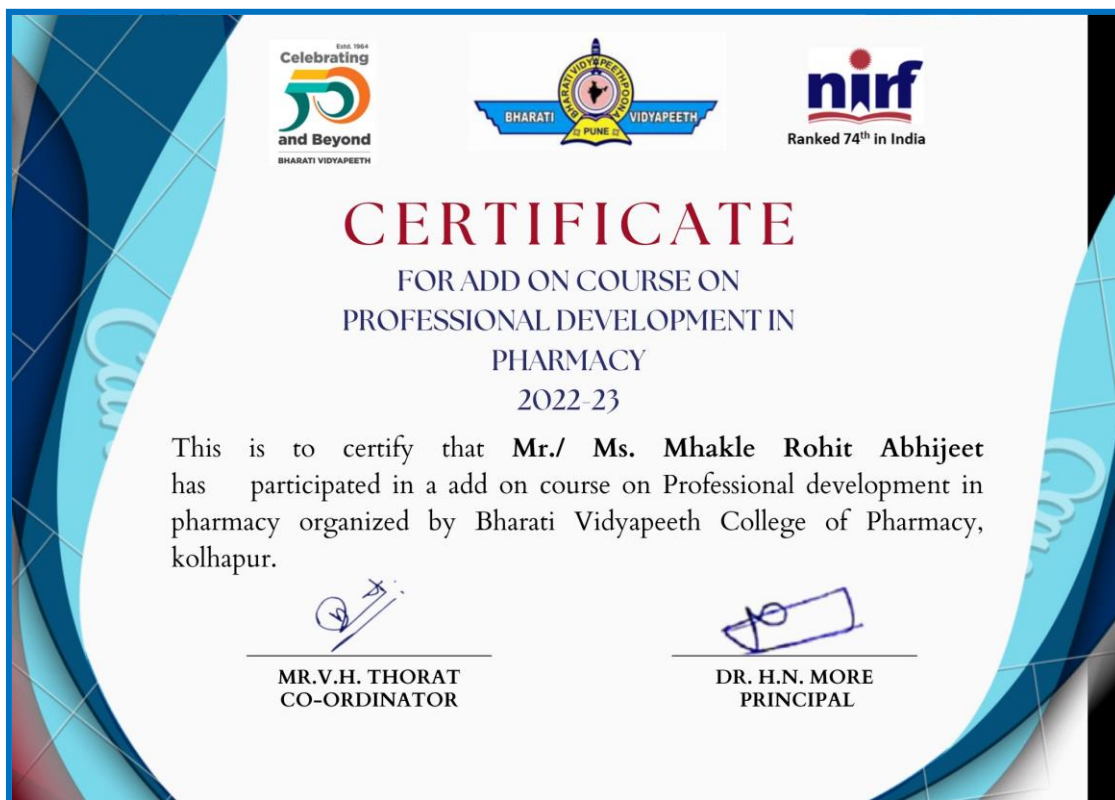 Estd. 1964
Celebrating
50
and Beyond
BHARATI VIDYAPEETH
BHARATI VIDYAPEETH POONA
BHARATI VIDYAPEETH
PUNE
nirf
Ranked 74th in India
CERTIFICATE
FOR ADD ON COURSE ON
PROFESSIONAL DEVELOPMENT IN
PHARMACY
2022-23
This is to certify that Mr./ Ms. Mhakle Rohit Abhijeet
has participated in a add on course on Professional development in
pharmacy organized by Bharati Vidyapeeth College of Pharmacy,
kolhapur.
MR.V.H. THORAT
CO-ORDINATOR
DR. H.N. MORE
PRINCIPAL